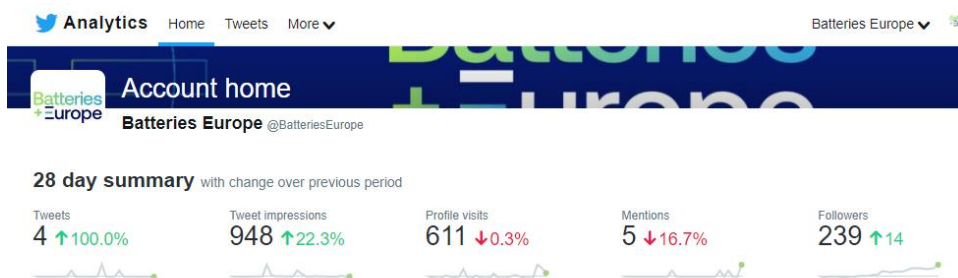 Analytics Home Tweets More Batteries Europe
Batteries
+ Europe
Batteries
+Europe
Account home
Batteries Europe @BatteriesEurope
28 day summary with change over previous period
Tweets Tweet impressions Profile visits Mentions Followers
4 ↑100.0% 948 ↑22.3% 611 ↓0.3% 5 ↓16.7% 239 ↑14